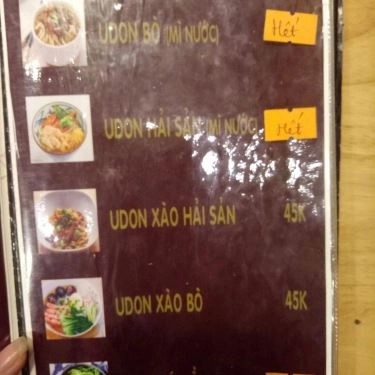 UDON BÒ (MÌ NƯỚC) Hết
UDON HẢI SẢN (MÌ NƯỚC) Hết
UDON XÀO HẢI SẢN 45K
UDON XÀO BÒ 45K